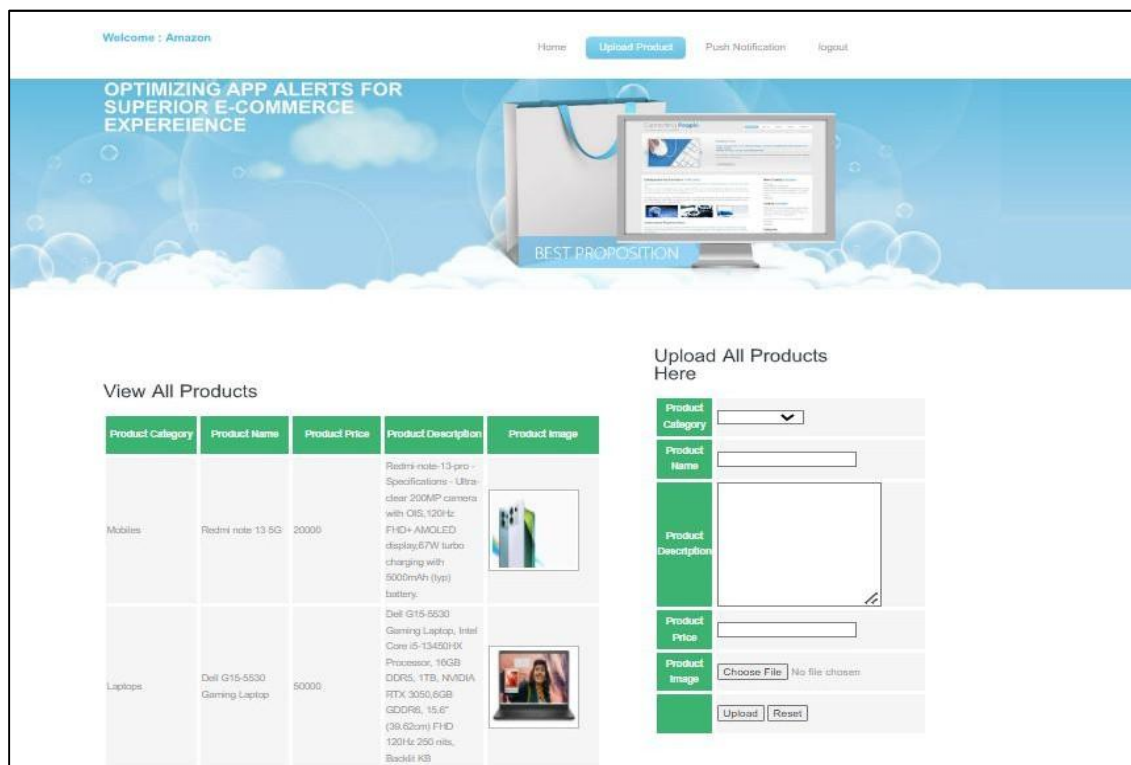 Welcome : Amazon
Home
Upload Product
Push Notification
logout
OPTIMIZING APP ALERTS FOR
SUPERIOR E-COMMERCE
EXPEREIENCE
BEST PROPOSITION
View All Products
Product Category
Product Name
Product Price
Product Description
Product Image
Mobiles
Redmi note 13 5G
20000
Redmi-note-13-pro -
Specifications - Ultra-
clear 200MP camera
with OIS,120Hz
FHD+ AMOLED
display,67W turbo
charging with
5000mAh (typ)
battery.
Laptops
Dell G15-5530
Gaming Laptop
50000
Dell G15-5530
Gaming Laptop, Intel
Core i5-13450HX
Processor, 16GB
DDR5, 1TB, NVIDIA
RTX 3050,6GB
GDDR6, 15.6"
(39.62cm) FHD
120Hz 250 nits,
Backlit KB
Upload All Products
Here
Product
Category
Product
Name
Product
Description
Product
Price
Product
Image
Choose File No file chosen
Upload
Reset